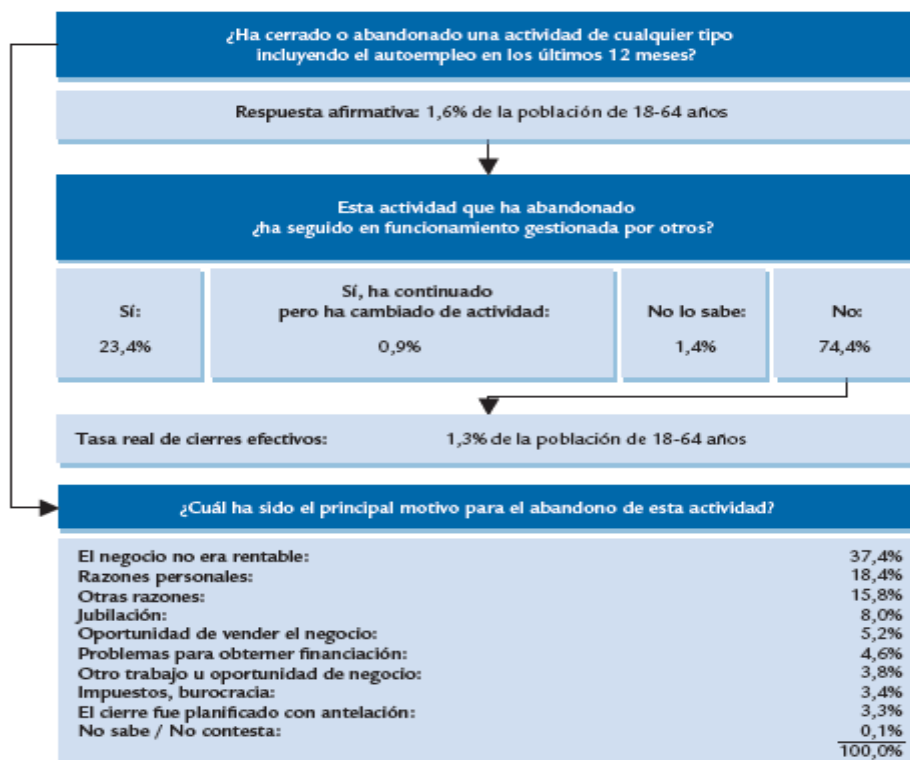 ¿Ha cerrado o abandonado una actividad de cualquier tipo
incluyendo el autoempleo en los últimos 12 meses?
Respuesta afirmativa: 1,6% de la población de 18-64 años
Esta actividad que ha abandonado
¿ha seguido en funcionamiento gestionada por otros?
Sí:
23,4%
Sí, ha continuado
pero ha cambiado de actividad:
0,9%
No lo sabe:
1,4%
No:
74,4%
Tasa real de cierres efectivos: 1,3% de la población de 18-64 años
¿Cuál ha sido el principal motivo para el abandono de esta actividad?
El negocio no era rentable: 37,4%
Razones personales: 18,4%
Otras razones: 15,8%
Jubilación: 8,0%
Oportunidad de vender el negocio: 5,2%
Problemas para obterner financiación: 4,6%
Otro trabajo u oportunidad de negocio: 3,8%
Impuestos, burocracia: 3,4%
El cierre fue planificado con antelación: 3,3%
No sabe / No contesta: 0,1%
100,0%